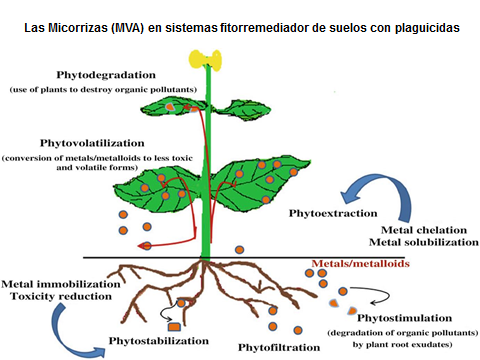 Las Micorrizas (MVA) en sistemas fitorremediador de suelos con plaguicidas
Phytodegradation
(use of plants to destroy organic pollutants)
Phytovolatilization
(conversion of metals/metalloids to less toxic
and volatile forms)
Phytoextraction
Metal chelation
Metal solubilization
Metals/metalloids
Metal immobilization
Toxicity reduction
Phytostimulation
(degradation of organic pollutants)
by plant root exudates)
Phytostabilization
Phytofiltration